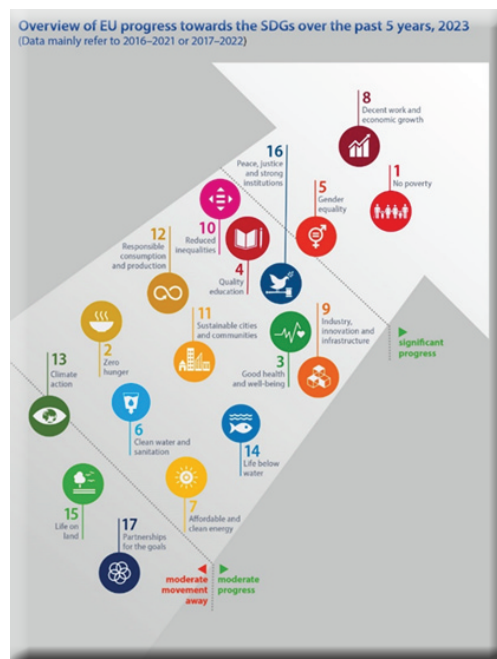 Overview of EU progress towards the SDGs over the past 5 years, 2023
(Data mainly refer to 2016–2021 or 2017–2022)
8
Decent work and
economic growth
1
No poverty
16
Peace, justice
and strong
institutions
5
Gender
equality
10
Reduced
inequalities
12
Responsible
consumption
and production
4
Quality
education
11
Sustainable cities
and communities
9
Industry,
innovation and
infrastructure
significant
progress
2
Zero
hunger
3
Good health
and well-being
13
Climate
action
6
Clean water and
sanitation
14
Life below
water
15
Life on
land
7
Affordable and
clean energy
17
Partnerships
for the goals
moderate
movement
away
moderate
progress